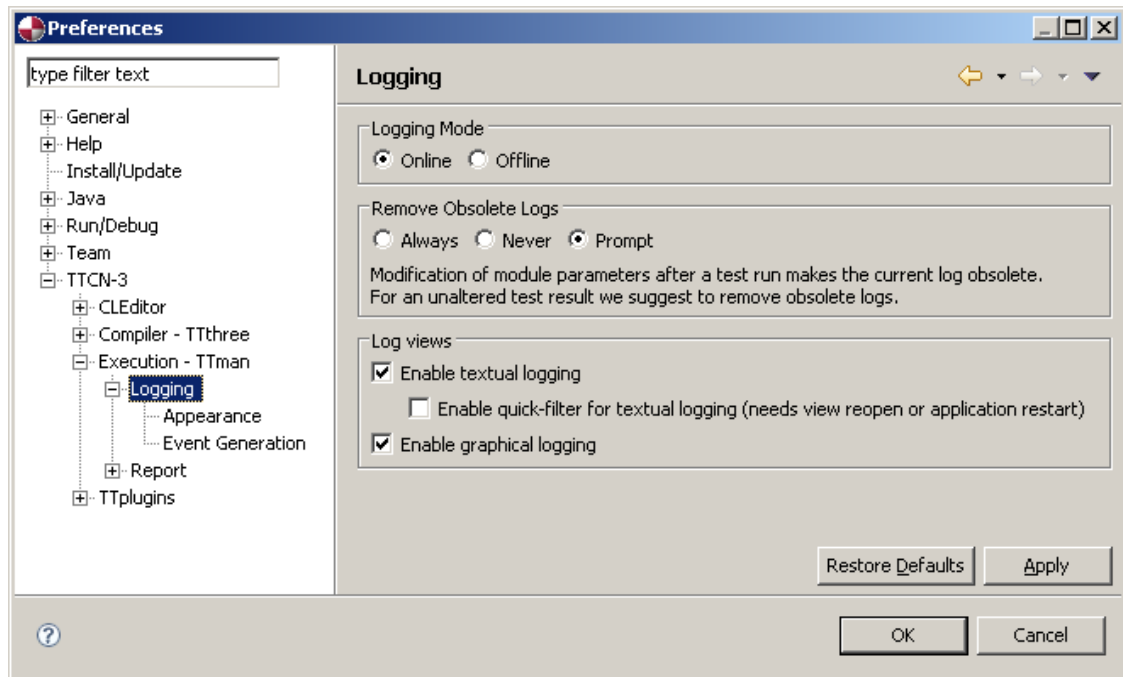 Preferences
type filter text
General
Help
Install/Update
Java
Run/Debug
Team
TTCN-3
CLEditor
Compiler - TTthree
Execution - TTman
Logging
Appearance
Event Generation
Report
TTplugins
Logging
Logging Mode
Online Offline
Remove Obsolete Logs
Always Never Prompt
Modification of module parameters after a test run makes the current log obsolete.
For an unaltered test result we suggest to remove obsolete logs.
Log views
Enable textual logging
Enable quick-filter for textual logging (needs view reopen or application restart)
Enable graphical logging
Restore Defaults Apply
OK Cancel